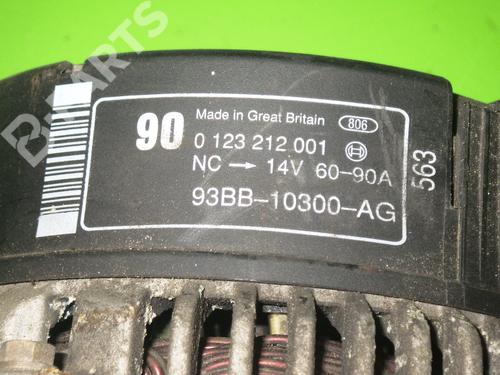 90
Made in Great Britain 806
0 123 212 001
NC → 14V 60-90A
93BB-10300-AG
563
B-PARTS